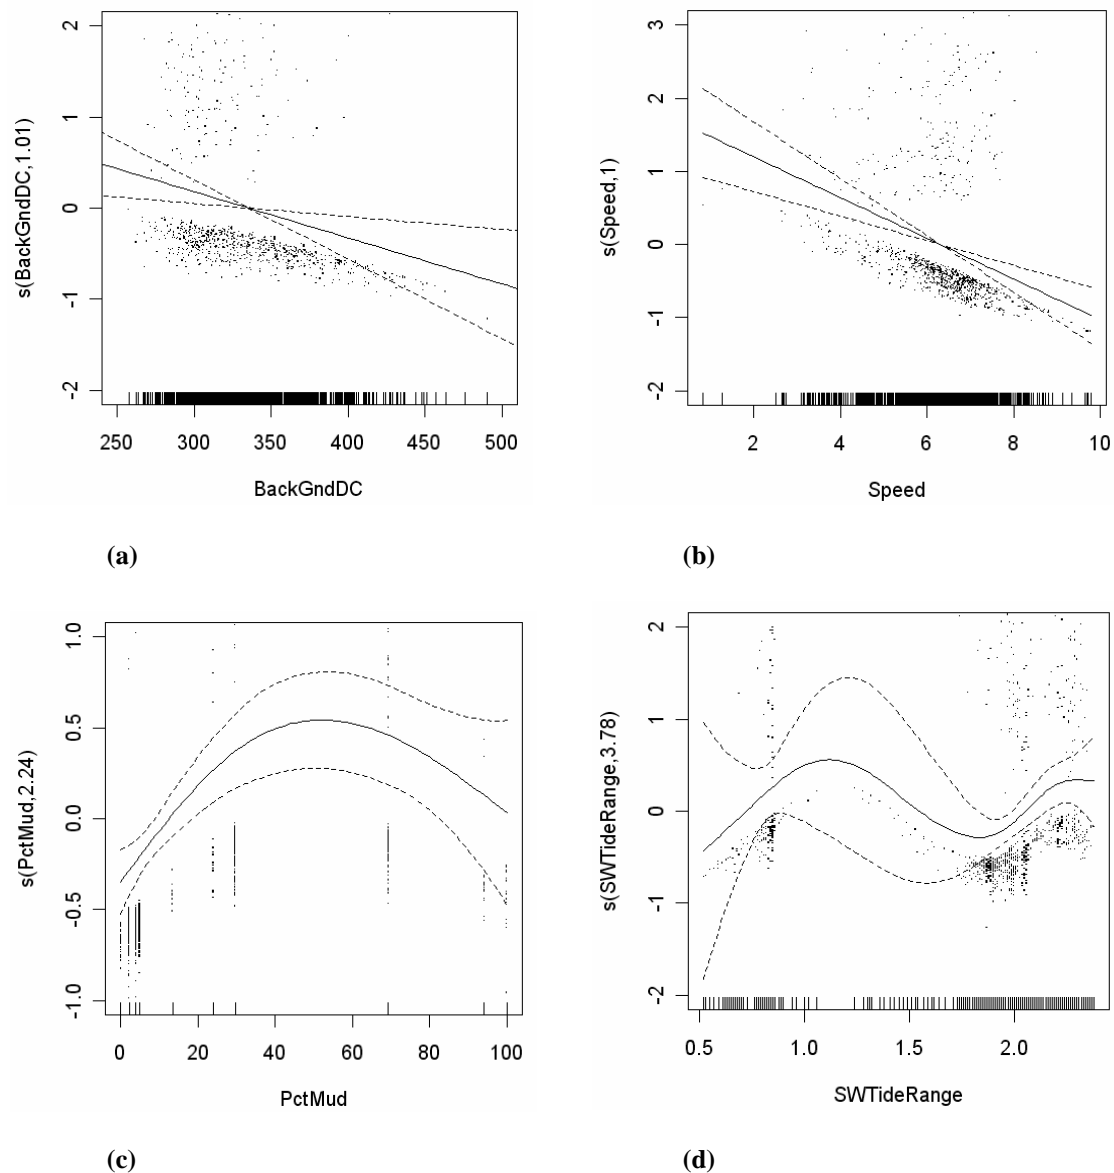 2
1
0
-1
-2
s(BackGndDC,1.01)
250 300 350 400 450 500
BackGndDC
(a)
3
2
1
0
-1
-2
s(Speed,1)
2 4 6 8 10
Speed
(b)
1.0
0.5
0.0
-0.5
-1.0
s(PctMud,2.24)
0 20 40 60 80 100
PctMud
(c)
2
1
0
-1
-2
s(SWTideRange,3.78)
0.5 1.0 1.5 2.0
SWTideRange
(d)